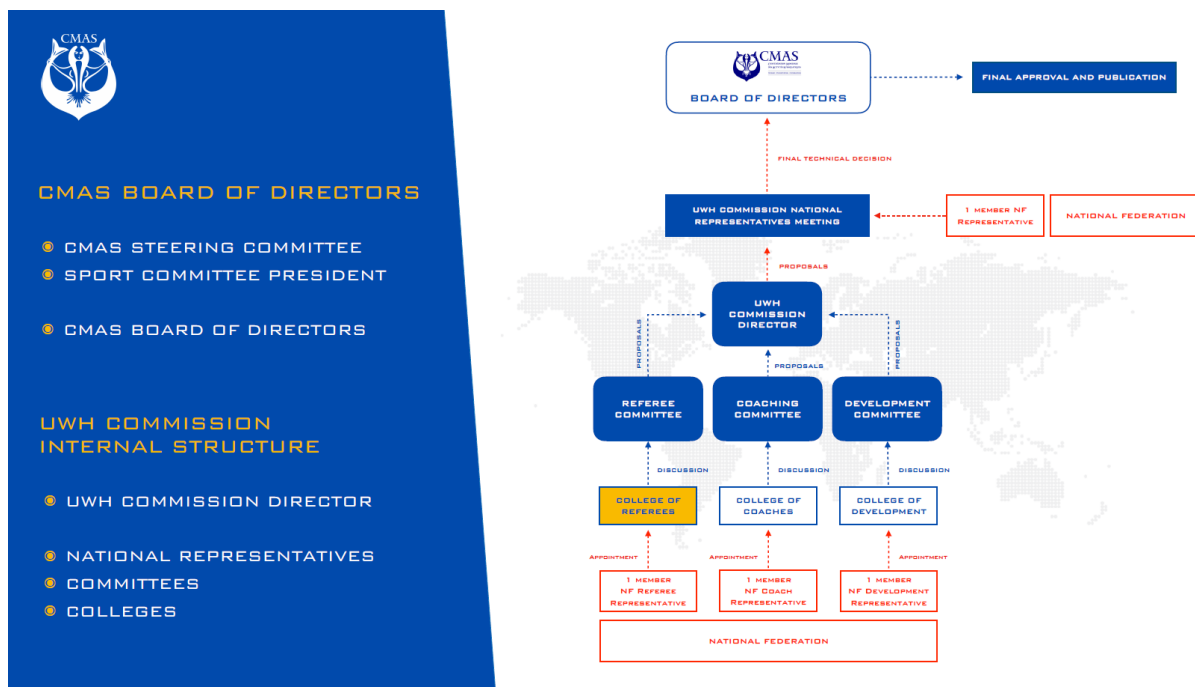 CMAS
CMAS BOARD OF DIRECTORS
CMAS STEERING COMMITTEE
SPORT COMMITTEE PRESIDENT
CMAS BOARD OF DIRECTORS
UWH COMMISSION
INTERNAL STRUCTURE
UWH COMMISSION DIRECTOR
NATIONAL REPRESENTATIVES
COMMITTEES
COLLEGES
CMAS
BOARD OF DIRECTORS
FINAL APPROVAL AND PUBLICATION
FINAL TECHNICAL DECISION
UWH COMMISSION NATIONAL
REPRESENTATIVES MEETING
1 MEMBER NF
REPRESENTATIVE
NATIONAL FEDERATION
PROPOSALS
UWH
COMMISSION
DIRECTOR
PROPOSALS
PROPOSALS
PROPOSALS
REFEREE
COMMITTEE
COACHING
COMMITTEE
DEVELOPMENT
COMMITTEE
DISCUSSION
DISCUSSION
DISCUSSION
COLLEGE OF
REFEREES
COLLEGE OF
COACHES
COLLEGE OF
DEVELOPMENT
APPOINTMENT
APPOINTMENT
APPOINTMENT
1 MEMBER
NF REFEREE
REPRESENTATIVE
1 MEMBER
NF COACH
REPRESENTATIVE
1 MEMBER
NF DEVELOPMENT
REPRESENTATIVE
NATIONAL FEDERATION